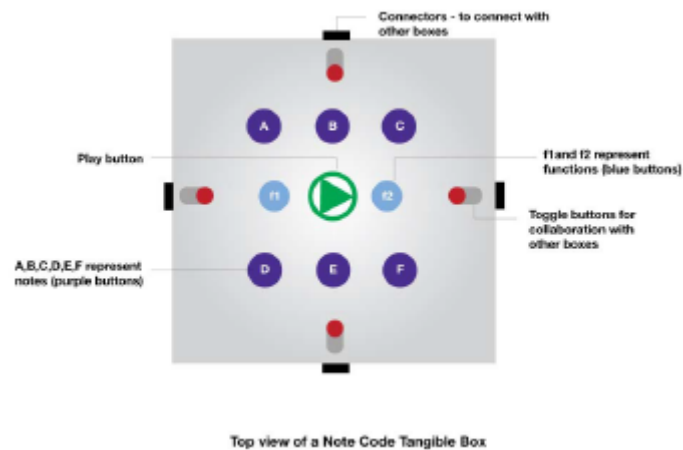 Connectors - to connect with
other boxes
A B C
Play button
f1and f2 represent
functions (blue buttons)
f1 f2
Toggle buttons for
collaboration with
other boxes
A,B,C,D,E,F represent
notes (purple buttons)
D E F
Top view of a Note Code Tangible Box